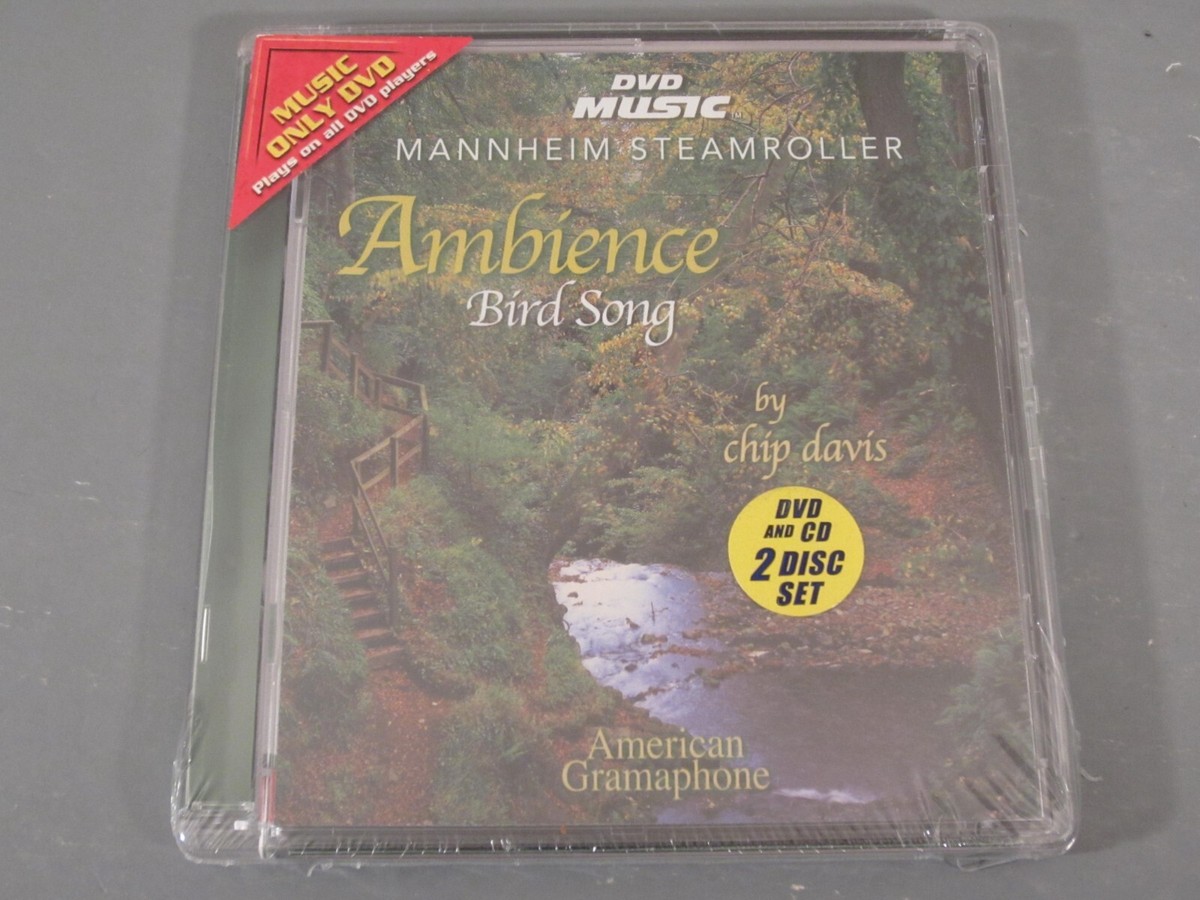 MUSIC
ONLY DVD
Plays on all DVD players
DVD
MUSIC TM
MANNHEIM STEAMROLLER
Ambience
Bird Song
by
chip davis
DVD
AND CD
2 DISC
SET
American
Gramaphone